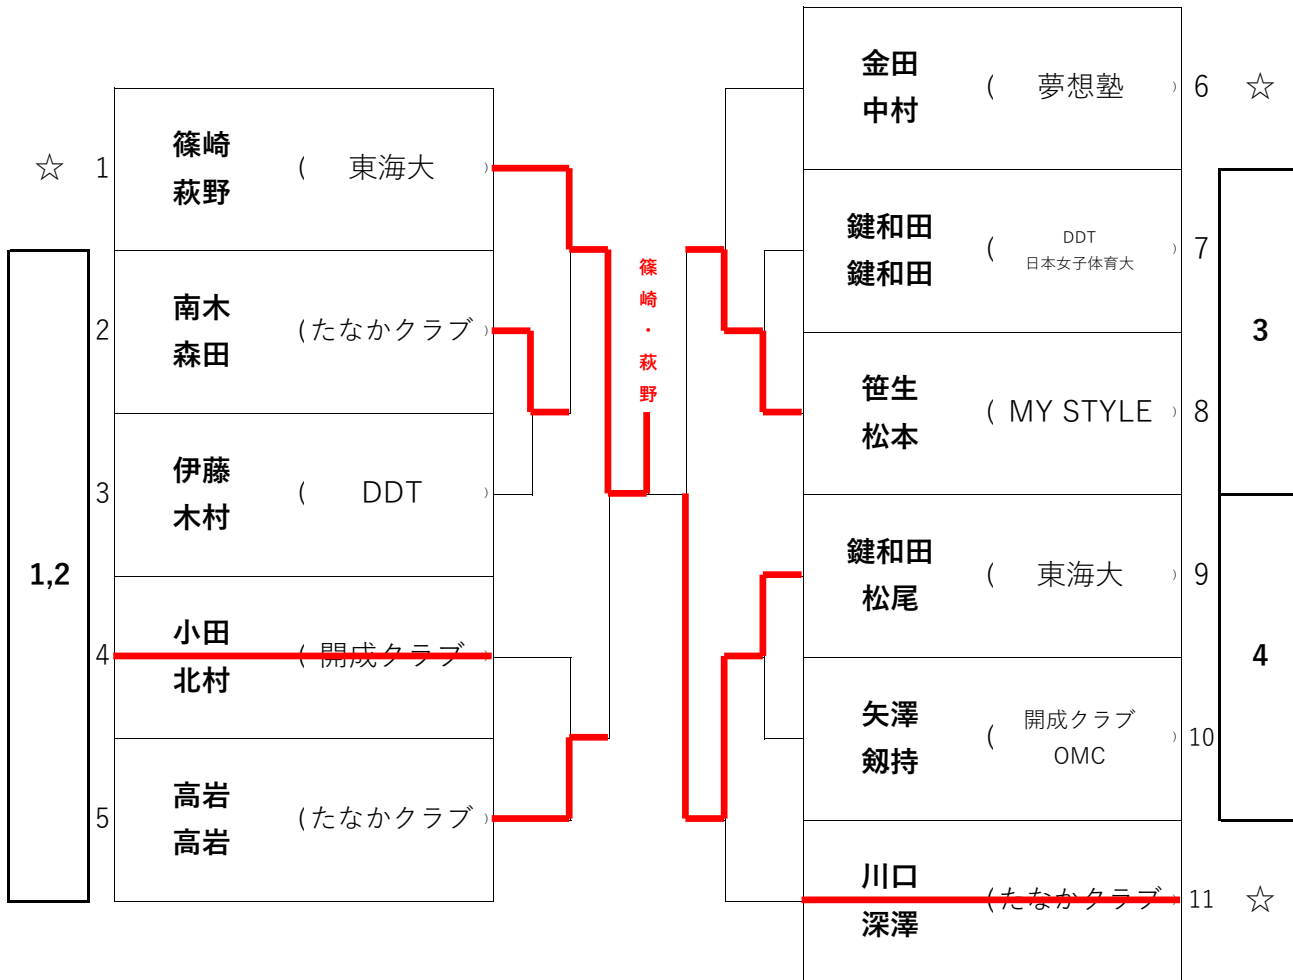 ☆ 1 篠崎 萩野 ( 東海大 )
2 南木 森田 (たなかクラブ )
3 伊藤 木村 ( DDT )
1,2
4 小田 北村 ( 開成クラブ )
5 高岩 高岩 (たなかクラブ )
篠崎・萩野
金田 中村 ( 夢想塾 ) 6 ☆
鍵和田 鍵和田 ( DDT 日本女子体育大 ) 7
3
笹生 松本 ( MY STYLE ) 8
鍵和田 松尾 ( 東海大 ) 9
4
矢澤 剱持 ( 開成クラブ OMC ) 10
川口 深澤 (たなかクラブ ) 11 ☆